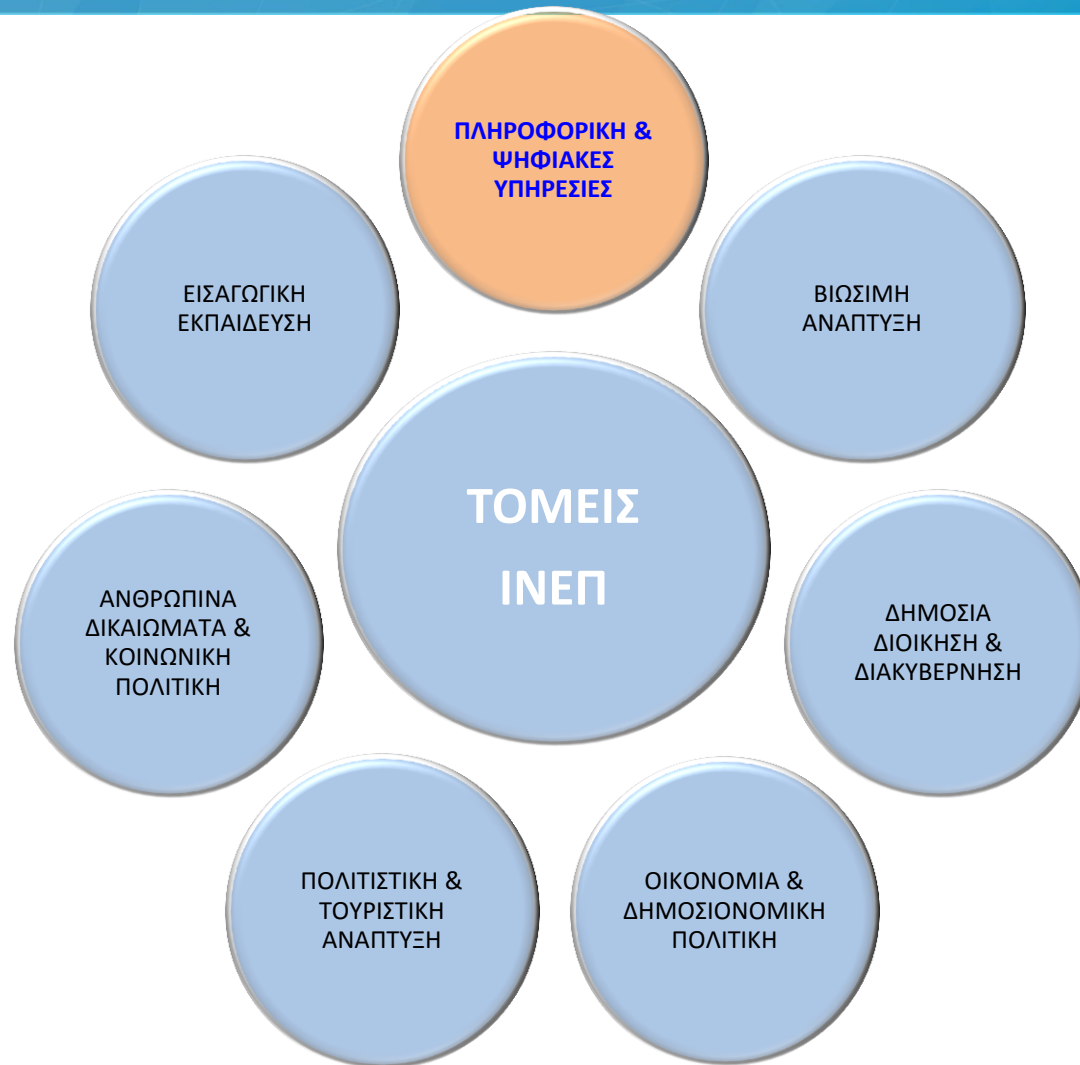 ΠΛΗΡΟΦΟΡΙΚΗ &
ΨΗΦΙΑΚΕΣ
ΥΠΗΡΕΣΙΕΣ
ΕΙΣΑΓΩΓΙΚΗ
ΕΚΠΑΙΔΕΥΣΗ
ΒΙΩΣΙΜΗ
ΑΝΑΠΤΥΞΗ
ΤΟΜΕΙΣ
ΙΝΕΠ
ΑΝΘΡΩΠΙΝΑ
ΔΙΚΑΙΩΜΑΤΑ &
ΚΟΙΝΩΝΙΚΗ
ΠΟΛΙΤΙΚΗ
ΔΗΜΟΣΙΑ
ΔΙΟΙΚΗΣΗ &
ΔΙΑΚΥΒΕΡΝΗΣΗ
ΠΟΛΙΤΙΣΤΙΚΗ &
ΤΟΥΡΙΣΤΙΚΗ
ΑΝΑΠΤΥΞΗ
ΟΙΚΟΝΟΜΙΑ &
ΔΗΜΟΣΙΟΝΟΜΙΚΗ
ΠΟΛΙΤΙΚΗ